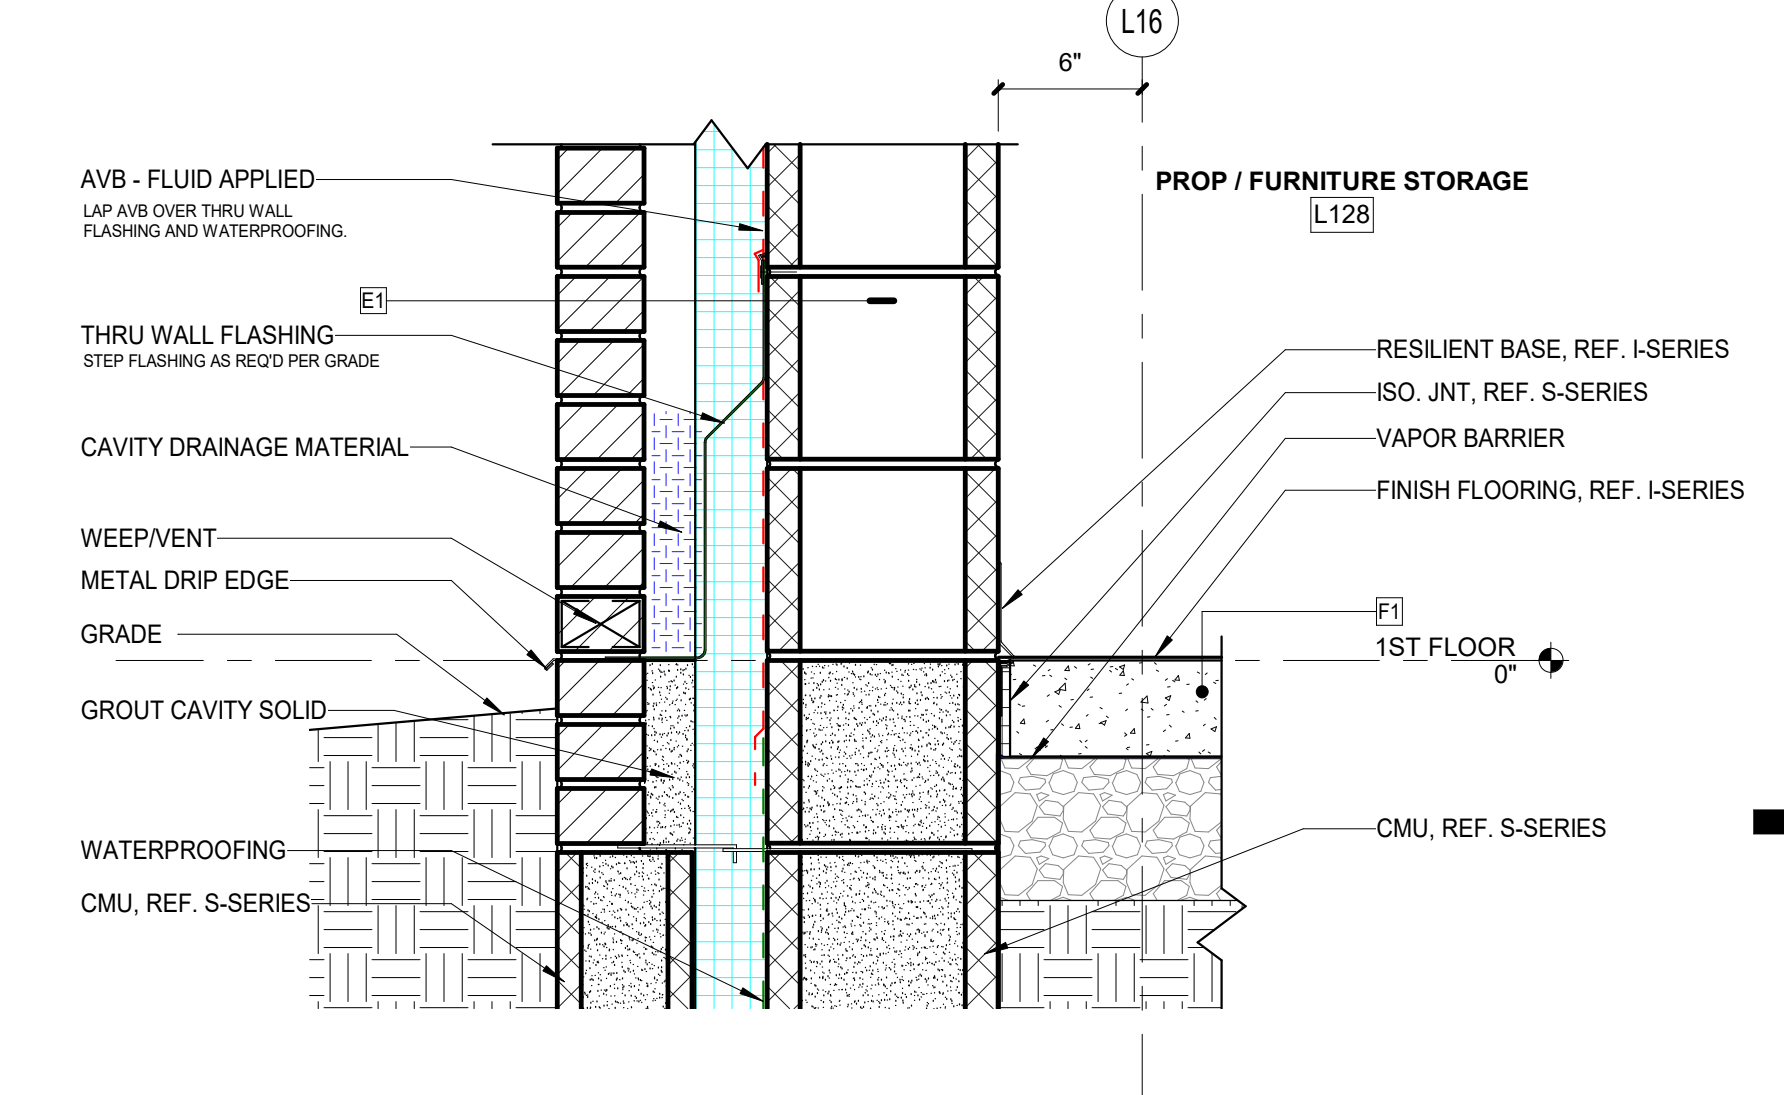 L16
6"
AVB - FLUID APPLIED
LAP AVB OVER THRU WALL
FLASHING AND WATERPROOFING.
PROP / FURNITURE STORAGE
L128
E1
THRU WALL FLASHING
STEP FLASHING AS REQ'D PER GRADE
CAVITY DRAINAGE MATERIAL
WEEP/VENT
METAL DRIP EDGE
GRADE
GROUT CAVITY SOLID
WATERPROOFING
CMU, REF. S-SERIES
RESILIENT BASE, REF. I-SERIES
ISO. JNT, REF. S-SERIES
VAPOR BARRIER
FINISH FLOORING, REF. I-SERIES
F1
1ST FLOOR
0"
CMU, REF. S-SERIES